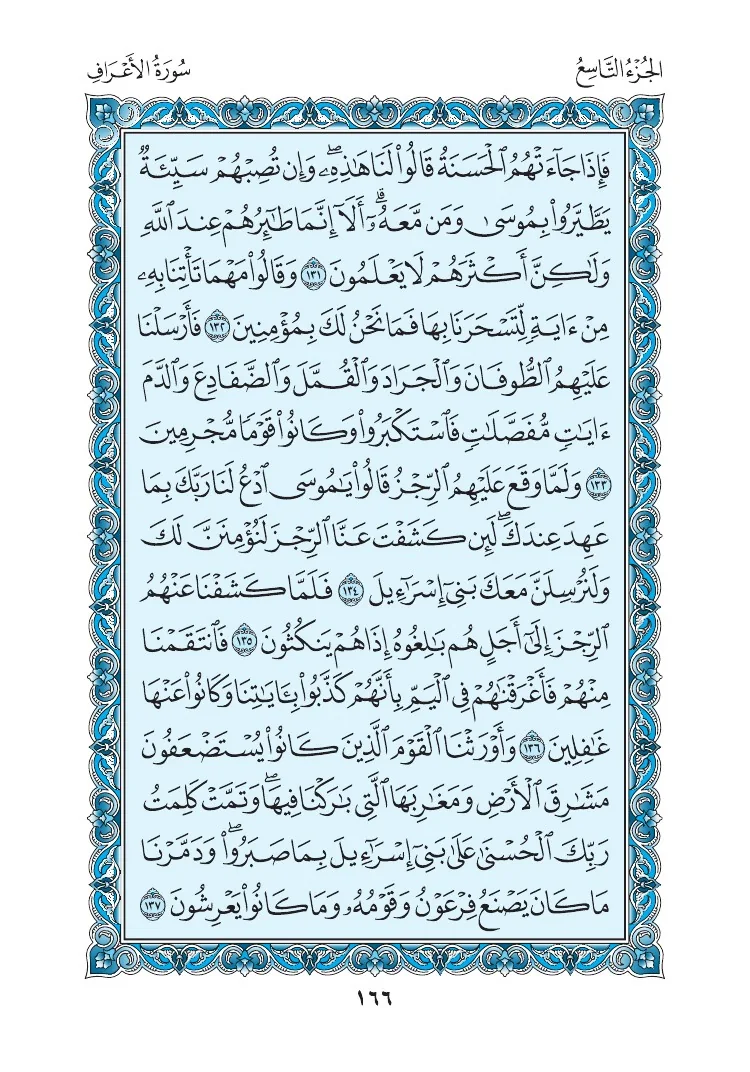 الجُزْءُ التَّاسِعُ
سُورَةُ الأَعْرَافِ
فَإِذَا جَآءَتْهُمُ ٱلْحَسَنَةُ قَالُوا۟ لَنَا هَٰذِهِۦۖ وَإِن تُصِبْهُمْ سَيِّئَةٌ
يَطَّيَّرُوا۟ بِمُوسَىٰ وَمَن مَّعَهُۥٓۗ أَلَآ إِنَّمَا طَٰٓئِرُهُمْ عِندَ ٱللَّهِ
وَلَٰكِنَّ أَكْثَرَهُمْ لَا يَعْلَمُونَ ١٣١ وَقَالُوا۟ مَهْمَا تَأْتِنَا بِهِۦ
مِنْ ءَايَةٍ لِّتَسْحَرَنَا بِهَا فَمَا نَحْنُ لَكَ بِمُؤْمِنِينَ ١٣٢ فَأَرْسَلْنَا
عَلَيْهِمُ ٱلطُّوفَانَ وَٱلْجَرَادَ وَٱلْقُمَّلَ وَٱلضَّفَادِعَ وَٱلدَّمَ
ءَايَٰتٍ مُّفَصَّلَٰتٍ فَٱسْتَكْبَرُوا۟ وَكَانُوا۟ قَوْمًا مُّجْرِمِينَ
١٣٣ وَلَمَّا وَقَعَ عَلَيْهِمُ ٱلرِّجْزُ قَالُوا۟ يَٰمُوسَى ٱدْعُ لَنَا رَبَّكَ بِمَا
عَهِدَ عِندَكَۖ لَئِن كَشَفْتَ عَنَّا ٱلرِّجْزَ لَنُؤْمِنَنَّ لَكَ
وَلَنُرْسِلَنَّ مَعَكَ بَنِىٓ إِسْرَٰٓءِيلَ ١٣٤ فَلَمَّا كَشَفْنَا عَنْهُمُ
ٱلرِّجْزَ إِلَىٰٓ أَجَلٍ هُم بَٰلِغُوهُ إِذَا هُمْ يَنكُثُونَ ١٣٥ فَٱنتَقَمْنَا
مِنْهُمْ فَأَغْرَقْنَٰهُمْ فِى ٱلْيَمِّ بِأَنَّهُمْ كَذَّبُوا۟ بِـَٔايَٰتِنَا وَكَانُوا۟ عَنْهَا
غَٰفِلِينَ ١٣٦ وَأَوْرَثْنَا ٱلْقَوْمَ ٱلَّذِينَ كَانُوا۟ يُسْتَضْعَفُونَ
مَشَٰرِقَ ٱلْأَرْضِ وَمَغَٰرِبَهَا ٱلَّتِى بَٰرَكْنَا فِيهَاۖ وَتَمَّتْ كَلِمَتُ
رَبِّكَ ٱلْحُسْنَىٰ عَلَىٰ بَنِىٓ إِسْرَٰٓءِيلَ بِمَا صَبَرُوا۟ۖ وَدَمَّرْنَا
مَا كَانَ يَصْنَعُ فِرْعَوْنُ وَقَوْمُهُۥ وَمَا كَانُوا۟ يَعْرِشُونَ ١٣٧
١٦٦